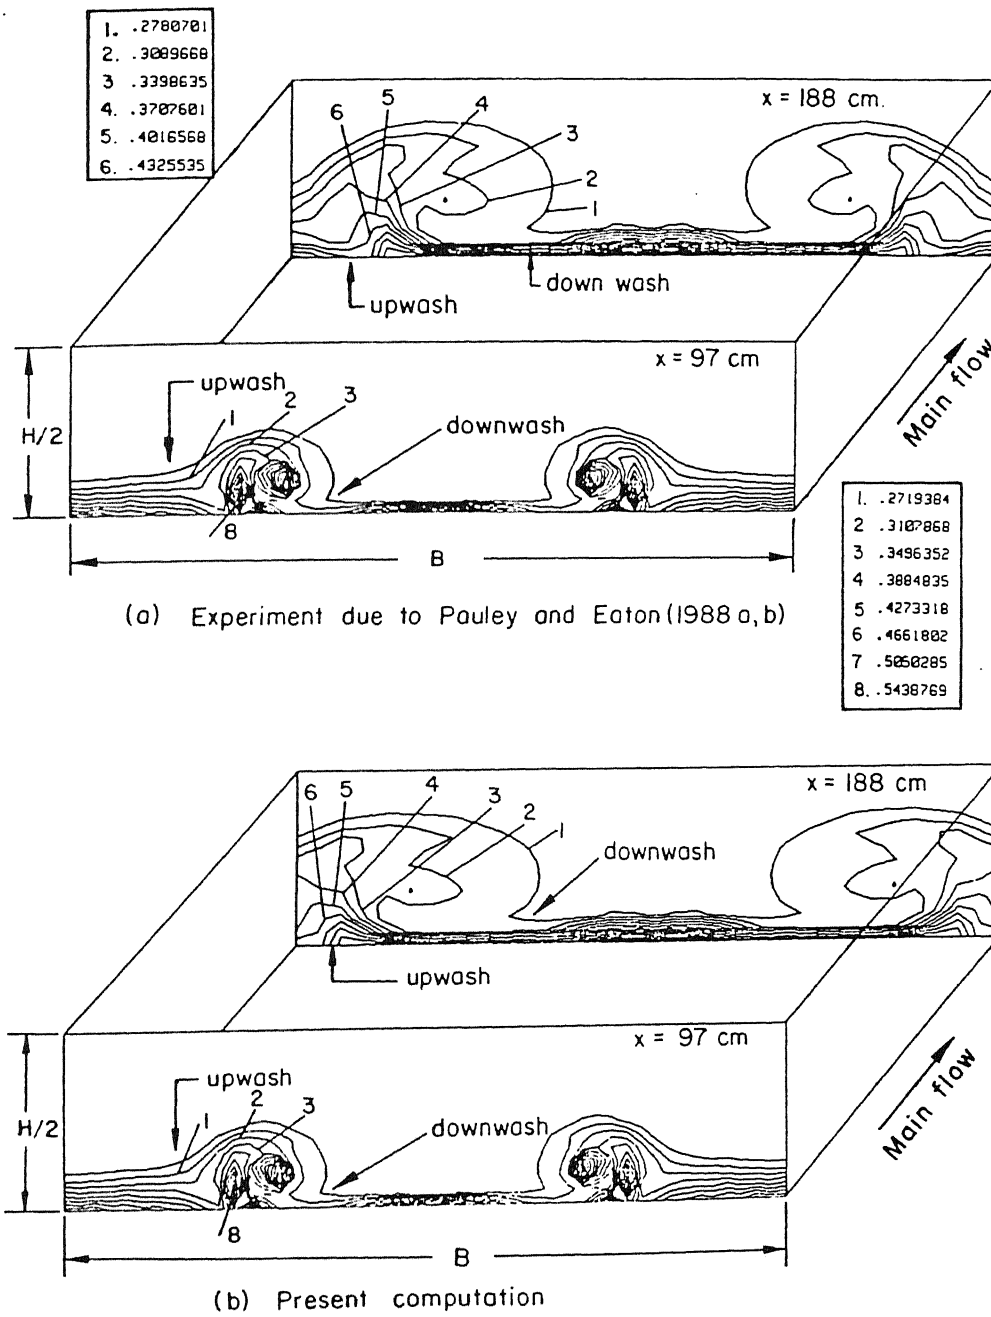 1. .2780701
2. .3089668
3 .3398635
4. .3707601
5. .4016568
6. .4325535
x = 188 cm.
6
5
4
3
2
1
down wash
upwash
x = 97 cm
upwash
1
2
3
downwash
H/2
8
B
Main flow
1. .2719384
2 .3107868
3 .3496352
4 .3884835
5 .4273318
6 .4661802
7 .5050285
8. .5438769
(a) Experiment due to Pauley and Eaton (1988 a, b)
x = 188 cm
6
5
4
3
2
1
downwash
upwash
x = 97 cm
upwash
1
2
3
downwash
H/2
8
B
Main flow
(b) Present computation